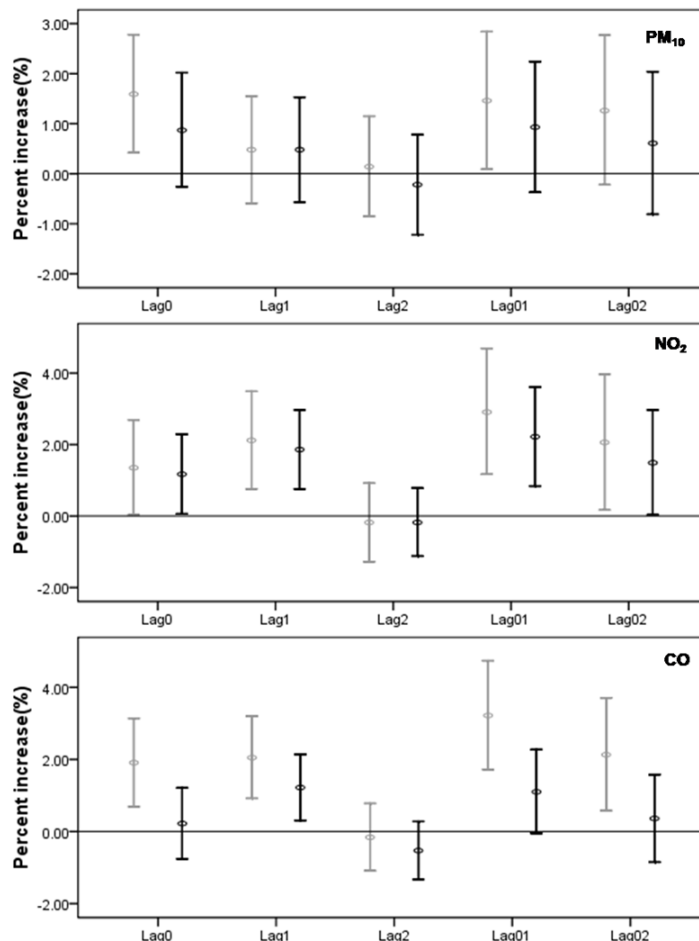 PM₁₀
Percent increase(%)
3.00
2.00
1.00
0.00
-1.00
-2.00
Lag0 Lag1 Lag2 Lag01 Lag02
NO₂
Percent increase(%)
4.00
2.00
0.00
-2.00
Lag0 Lag1 Lag2 Lag01 Lag02
CO
Percent increase(%)
4.00
2.00
0.00
-2.00
Lag0 Lag1 Lag2 Lag01 Lag02